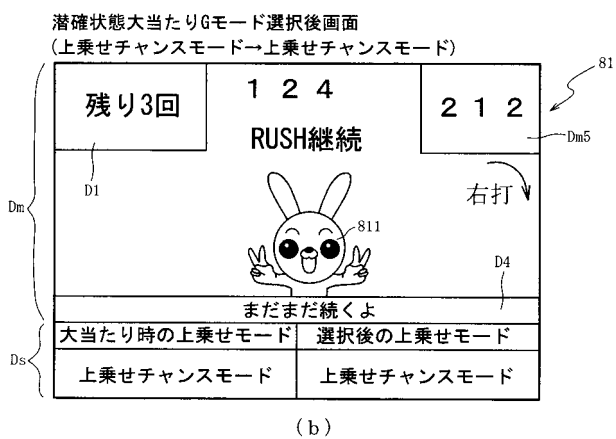 潜確状態大当たりGモード選択後画面
(上乗せチャンスモード→上乗せチャンスモード)
81
残り3回
1 2 4
2 1 2
RUSH継続
D1
Dm5
右打
Dm
811
D4
まだまだ続くよ
大当たり時の上乗せモード 選択後の上乗せモード
Ds
上乗せチャンスモード 上乗せチャンスモード
(b)